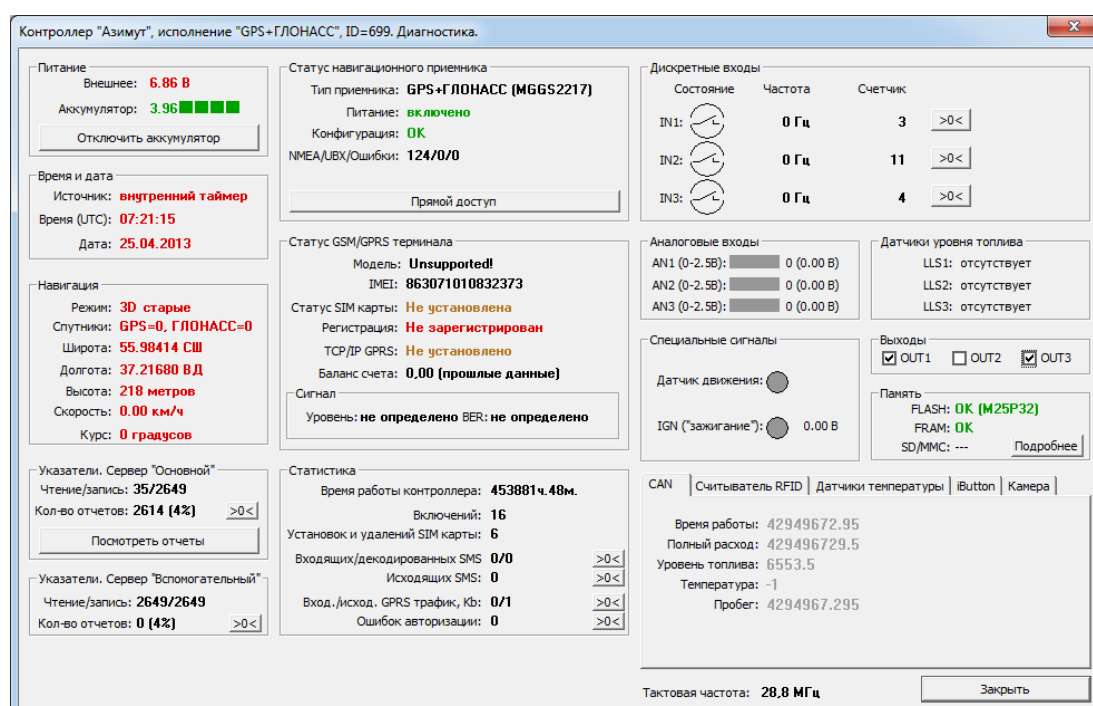 Контроллер "Азимут", исполнение "GPS+ГЛОНАСС", ID=699. Диагностика.
Питание
Внешнее: 6.86 В
Аккумулятор: 3.96
Отключить аккумулятор
Время и дата
Источник: внутренний таймер
Время (UTC): 07:21:15
Дата: 25.04.2013
Навигация
Режим: 3D старые
Спутники: GPS=0, ГЛОНАСС=0
Широта: 55.98414 СШ
Долгота: 37.21680 ВД
Высота: 218 метров
Скорость: 0.00 км/ч
Курс: 0 градусов
Указатели. Сервер "Основной"
Чтение/запись: 35/2649
Кол-во отчетов: 2614 (4%) >0<
Посмотреть отчеты
Указатели. Сервер "Вспомогательный"
Чтение/запись: 2649/2649
Кол-во отчетов: 0 (4%) >0<
Статус навигационного приемника
Тип приемника: GPS+ГЛОНАСС (MGGS2217)
Питание: включено
Конфигурация: OK
NMEA/UBX/Ошибки: 124/0/0
Прямой доступ
Статус GSM/GPRS терминала
Модель: Unsupported!
IMEI: 863071010832373
Статус SIM карты: Не установлена
Регистрация: Не зарегистрирован
TCP/IP GPRS: Не установлено
Баланс счета: 0,00 (прошлые данные)
Сигнал
Уровень: не определено BER: не определено
Статистика
Время работы контроллера: 453881ч.48м.
Включений: 16
Установок и удалений SIM карты: 6
Входящих/декодированных SMS 0/0 >0<
Исходящих SMS: 0 >0<
Вход./исход. GPRS трафик, Kb: 0/1 >0<
Ошибок авторизации: 0 >0<
Дискретные входы
Состояние Частота Счетчик
IN1: 0 Гц 3 >0<
IN2: 0 Гц 11 >0<
IN3: 0 Гц 4 >0<
Аналоговые входы
AN1 (0-2.5В): 0 (0.00 В)
AN2 (0-2.5В): 0 (0.00 В)
AN3 (0-2.5В): 0 (0.00 В)
Датчики уровня топлива
LLS1: отсутствует
LLS2: отсутствует
LLS3: отсутствует
Специальные сигналы
Датчик движения:
IGN ("зажигание"): 0.00 В
Выходы
OUT1 OUT2 OUT3
Память
FLASH: OK (M25P32)
FRAM: OK
SD/MMC: --- Подробнее
CAN Считыватель RFID Датчики температуры iButton Камера
Время работы: 42949672.95
Полный расход: 429496729.5
Уровень топлива: 6553.5
Температура: -1
Пробег: 4294967.295
Тактовая частота: 28,8 МГц
Закрыть